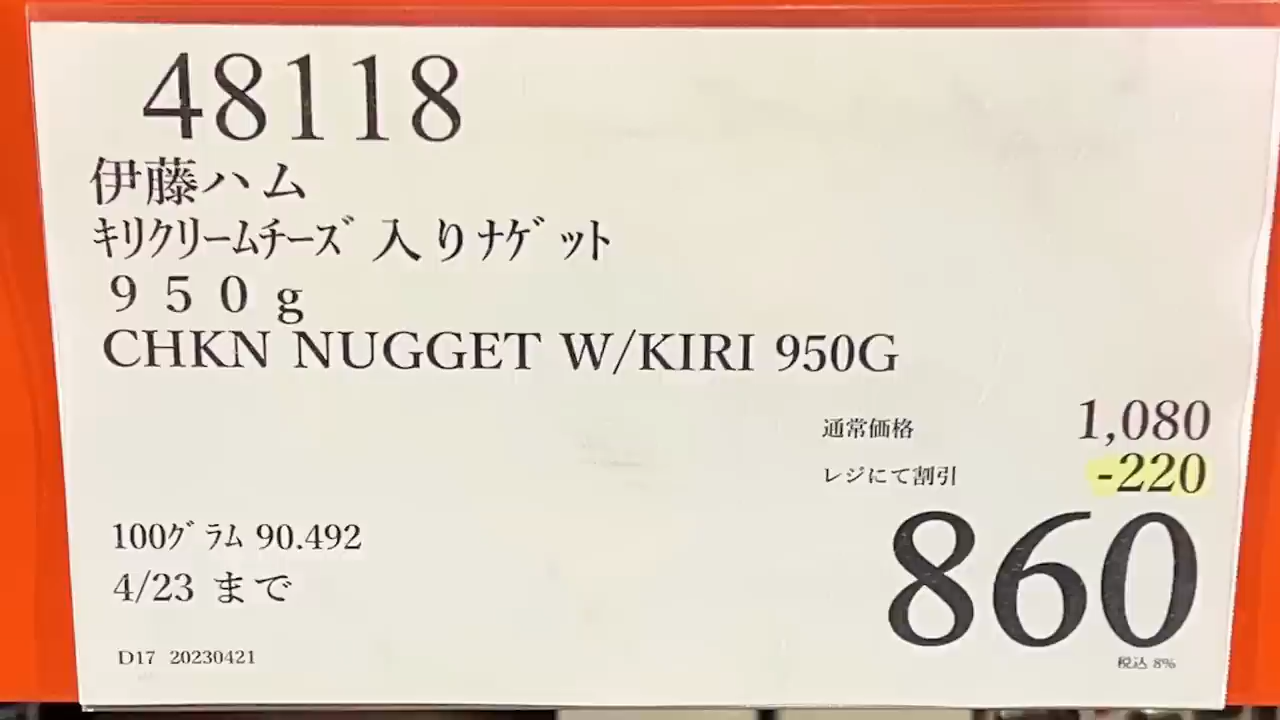 48118
伊藤ハム
ｷﾘｸﾘｰﾑﾁｰｽﾞ 入りﾅｹﾞｯﾄ
９５０ｇ
CHKN NUGGET W/KIRI 950G
通常価格 1,080
レジにて割引 -220
860
税込 8%
100ｸﾞﾗﾑ 90.492
4/23 まで
D17 20230421